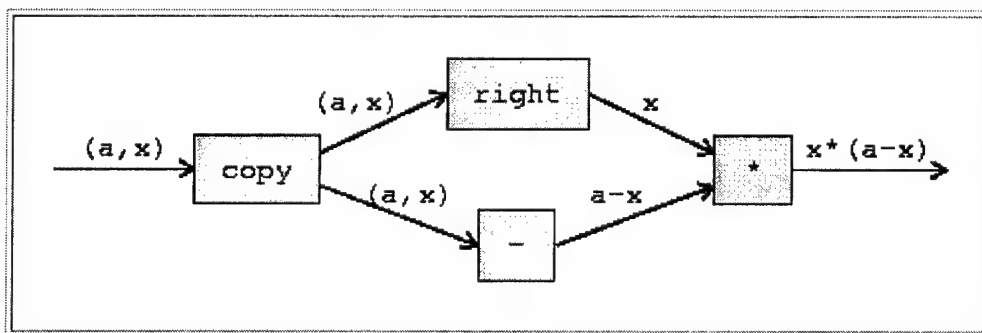 (a,x)
copy
(a,x)
right
x
(a,x)
-
a-x
*
x*(a-x)